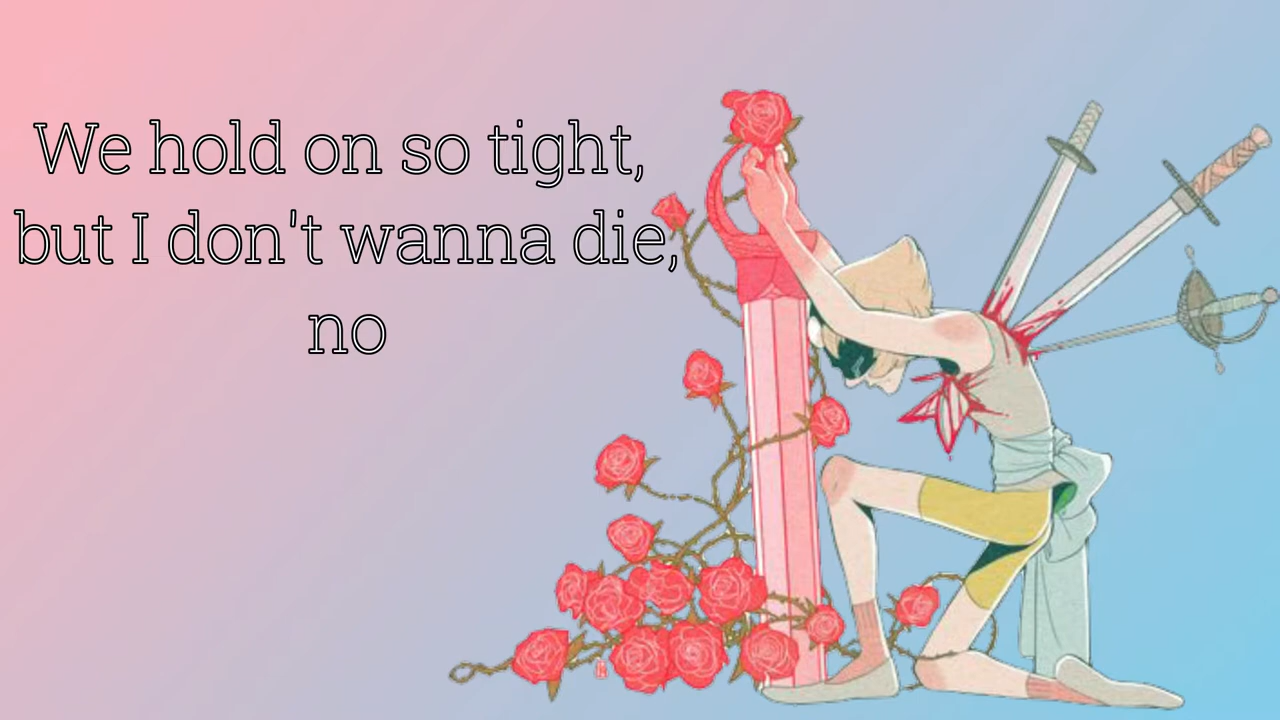 We hold on so tight,
but I don't wanna die,
no